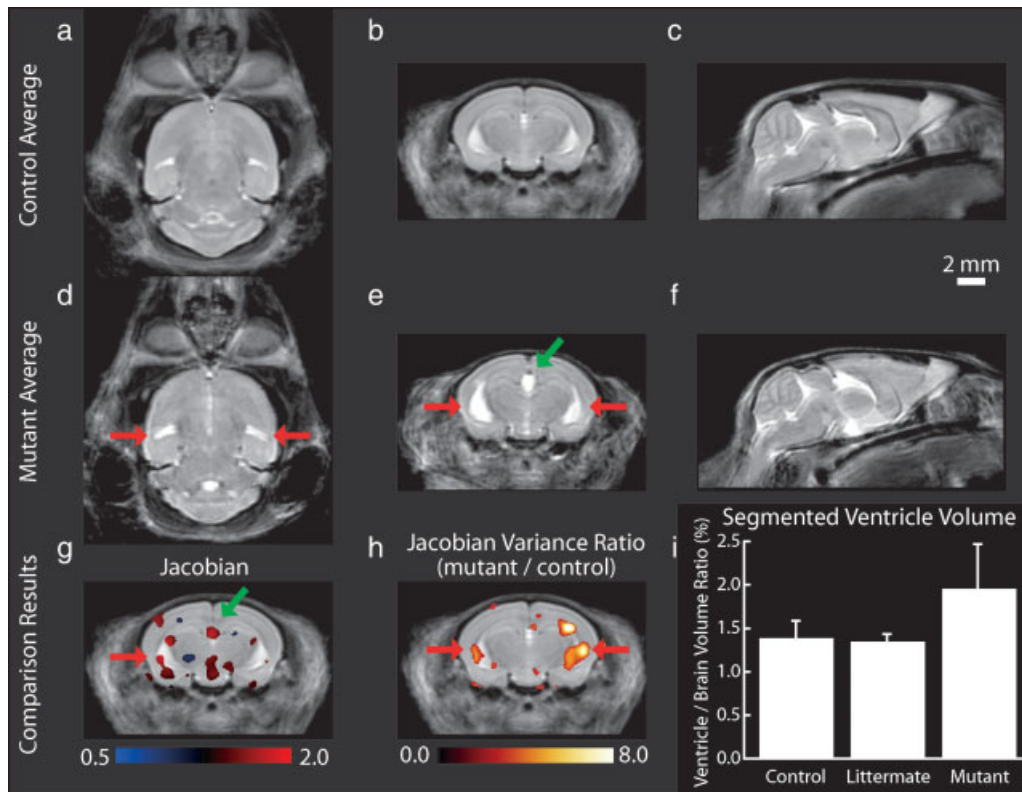 a
b
c
Control Average
2 mm
d
e
f
Mutant Average
g
Jacobian
h
Jacobian Variance Ratio
(mutant / control)
i
Segmented Ventricle Volume
Comparison Results
0.5
2.0
0.0
8.0
Ventricle / Brain Volume Ratio (%)
2.5
2.0
1.5
1.0
0.5
0.0
Control
Littermate
Mutant